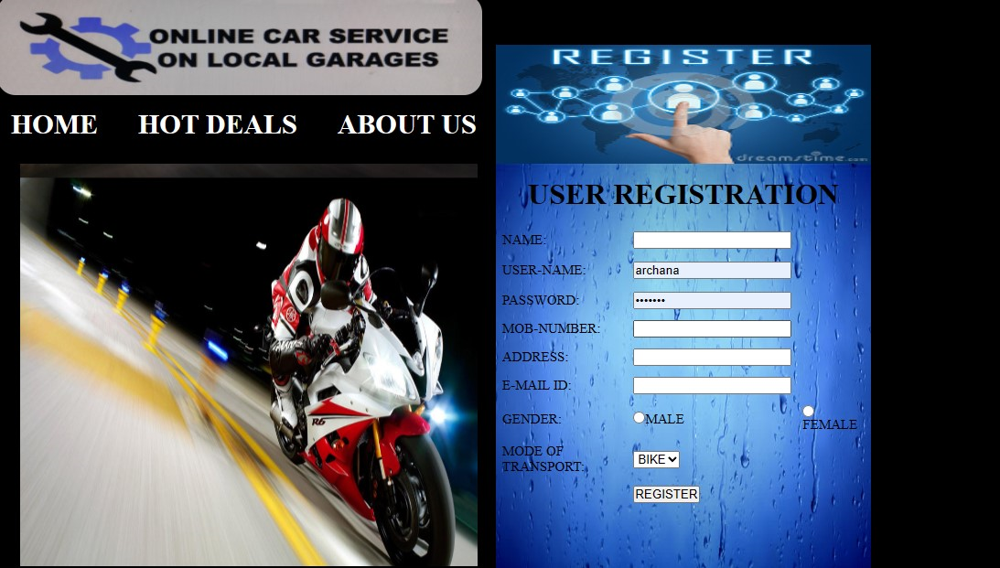 ONLINE CAR SERVICE
ON LOCAL GARAGES
HOME HOT DEALS ABOUT US
R6
REGISTER
dreamstime.com
USER REGISTRATION
NAME:
USER-NAME: archana
PASSWORD: •••••••
MOB-NUMBER:
ADDRESS:
E-MAIL ID:
GENDER: MALE FEMALE
MODE OF
TRANSPORT: BIKE
REGISTER